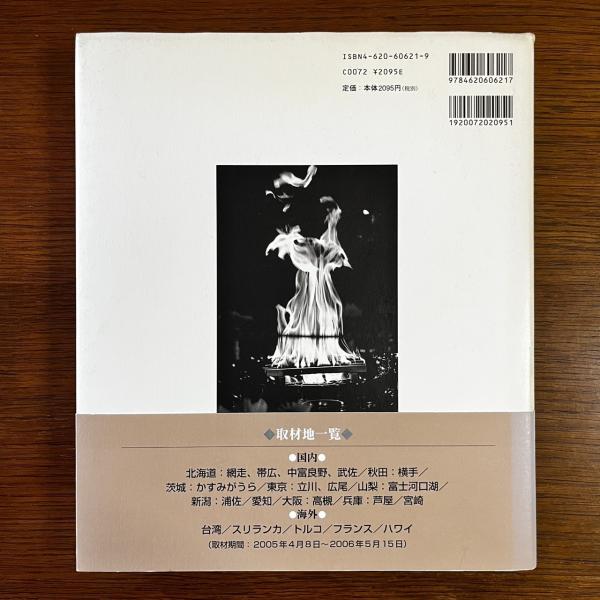 ISBN4-620-60621-9
C0072 ¥2095E
定価：本体2095円（税別）
9784620606217
1920072020951
◆取材地一覧◆
●国内●
北海道：網走、帯広、中富良野、武佐／秋田：横手／
茨城：かすみがうら／東京：立川、広尾／山梨：富士河口湖／
新潟：浦佐／愛知／大阪：高槻／兵庫：芦屋／宮崎
●海外●
台湾／スリランカ／トルコ／フランス／ハワイ
（取材期間：2005年4月8日〜2006年5月15日）